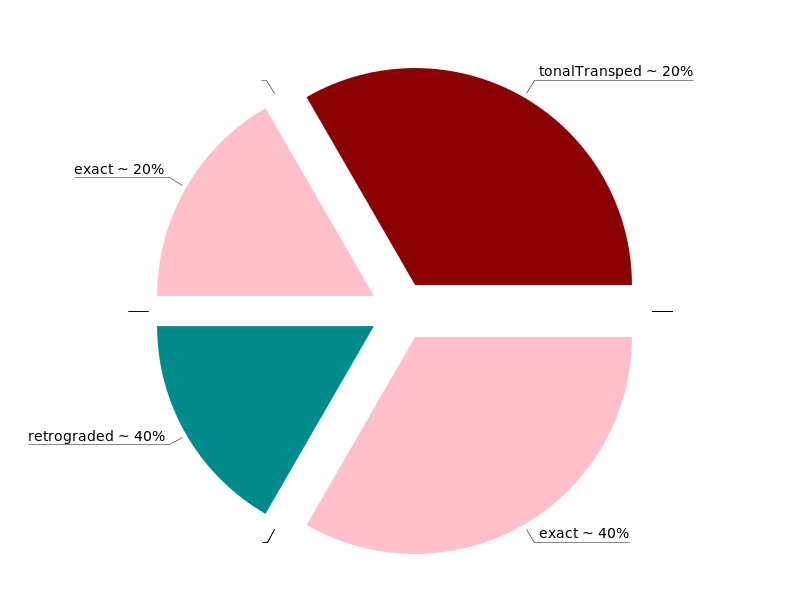 tonalTransped ~ 20%
exact ~ 20%
retrograded ~ 40%
exact ~ 40%